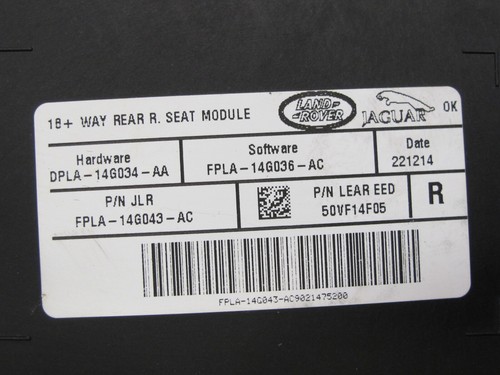 18+ WAY REAR R. SEAT MODULE
LAND-
-ROVER
JAGUAR
OK
Hardware
DPLA-14G034-AA
Software
FPLA-14G036-AC
Date
221214
P/N JLR
FPLA-14G043-AC
P/N LEAR EED
50VF14F05
R
FPLA-14G043-AC9021475200